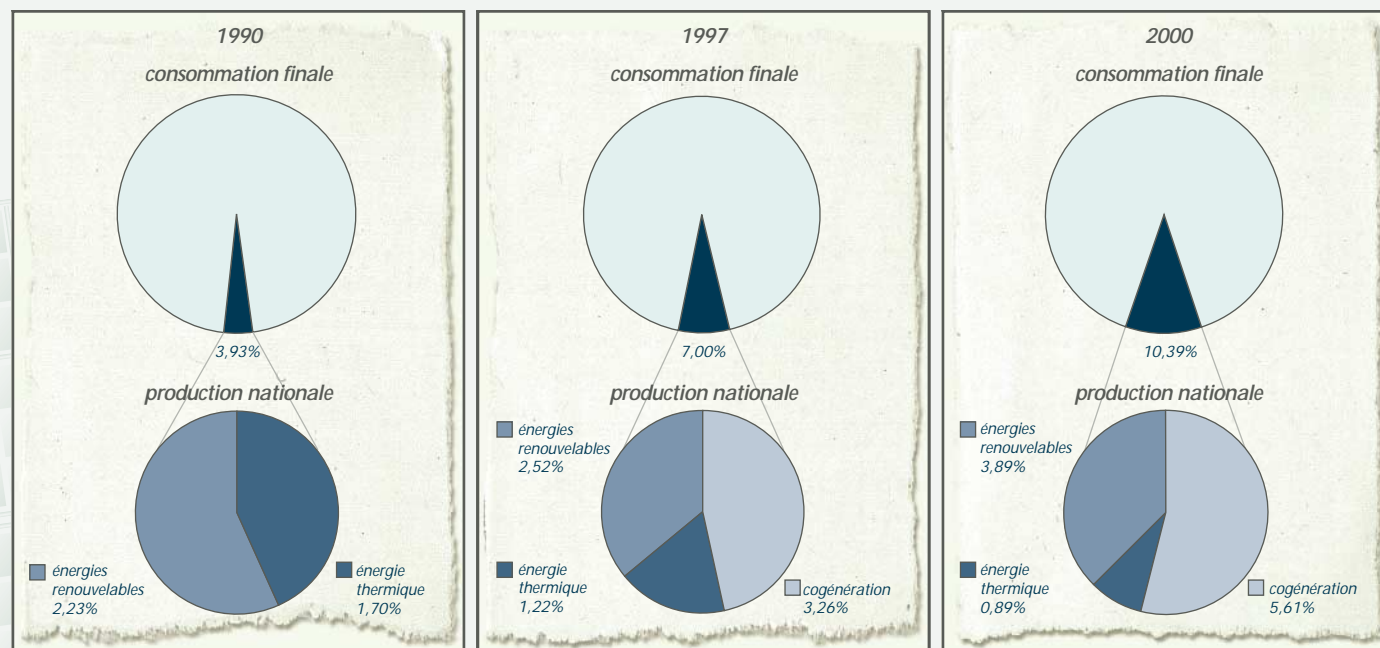 1990
consommation finale
3,93%
production nationale
énergies
renouvelables
2,23%
énergie
thermique
1,70%
1997
consommation finale
7,00%
production nationale
énergies
renouvelables
2,52%
énergie
thermique
1,22%
cogénération
3,26%
2000
consommation finale
10,39%
production nationale
énergies
renouvelables
3,89%
énergie
thermique
0,89%
cogénération
5,61%